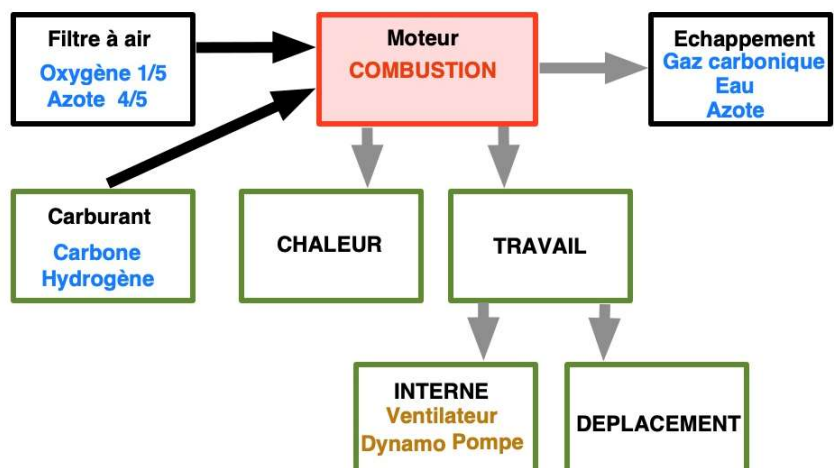 Filtre à air
Oxygène 1/5
Azote 4/5
Moteur
COMBUSTION
Echappement
Gaz carbonique
Eau
Azote
Carburant
Carbone
Hydrogène
CHALEUR
TRAVAIL
INTERNE
Ventilateur
Dynamo Pompe
DEPLACEMENT